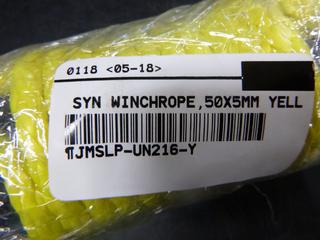 0118 <05-18>
SYN WINCHROPE,50X5MM YELL
¶JMSLP-UN216-Y